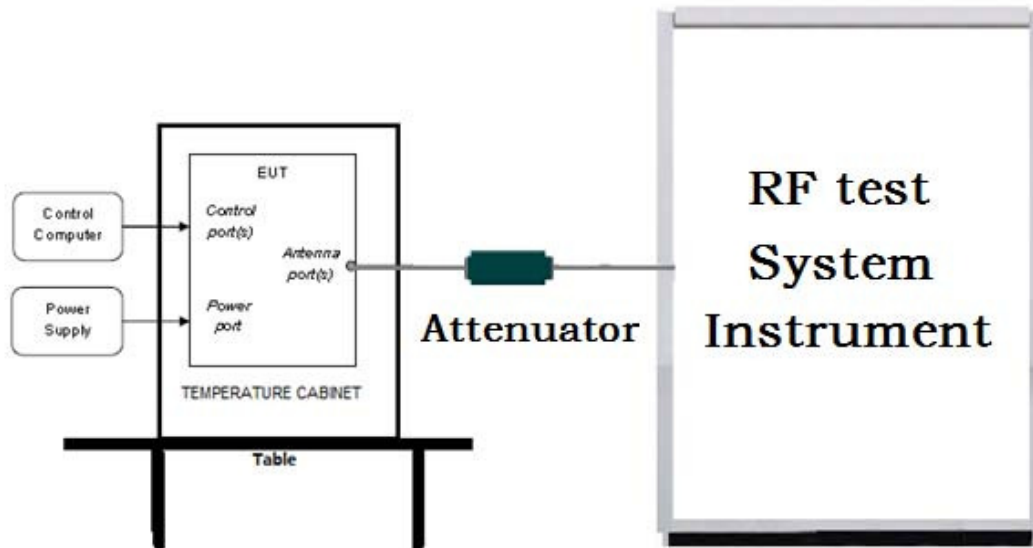 Control
Computer
Power
Supply
EUT
Control
port(s)
Antenna
port(s)
Power
port
TEMPERATURE CABINET
Table
Attenuator
RF test
System
Instrument